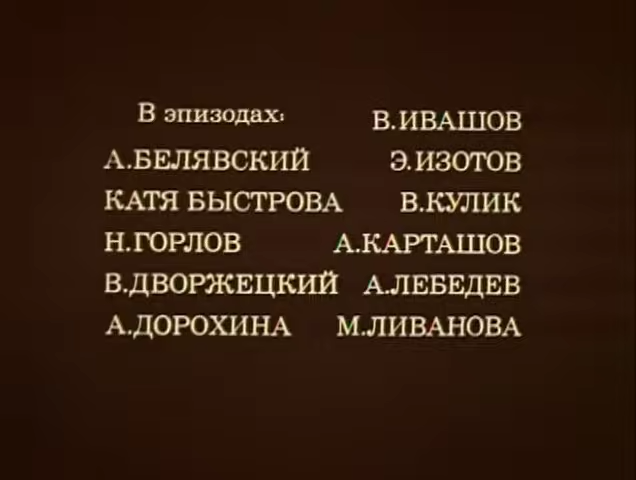 В эпизодах:
А.БЕЛЯВСКИЙ
КАТЯ БЫСТРОВА
Н.ГОРЛОВ
В.ДВОРЖЕЦКИЙ
А.ДОРОХИНА
В.ИВАШОВ
Э.ИЗОТОВ
В.КУЛИК
А.КАРТАШОВ
А.ЛЕБЕДЕВ
М.ЛИВАНОВА